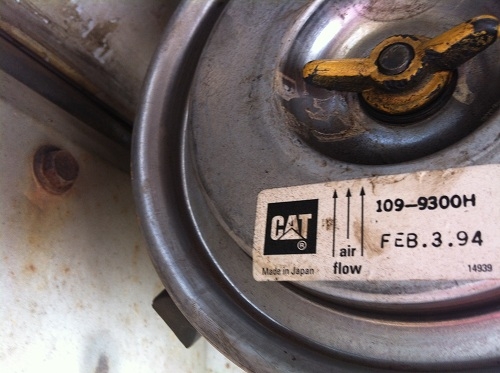 109-9300H
CAT®
FEB.3.94
air
flow
Made in Japan
14939